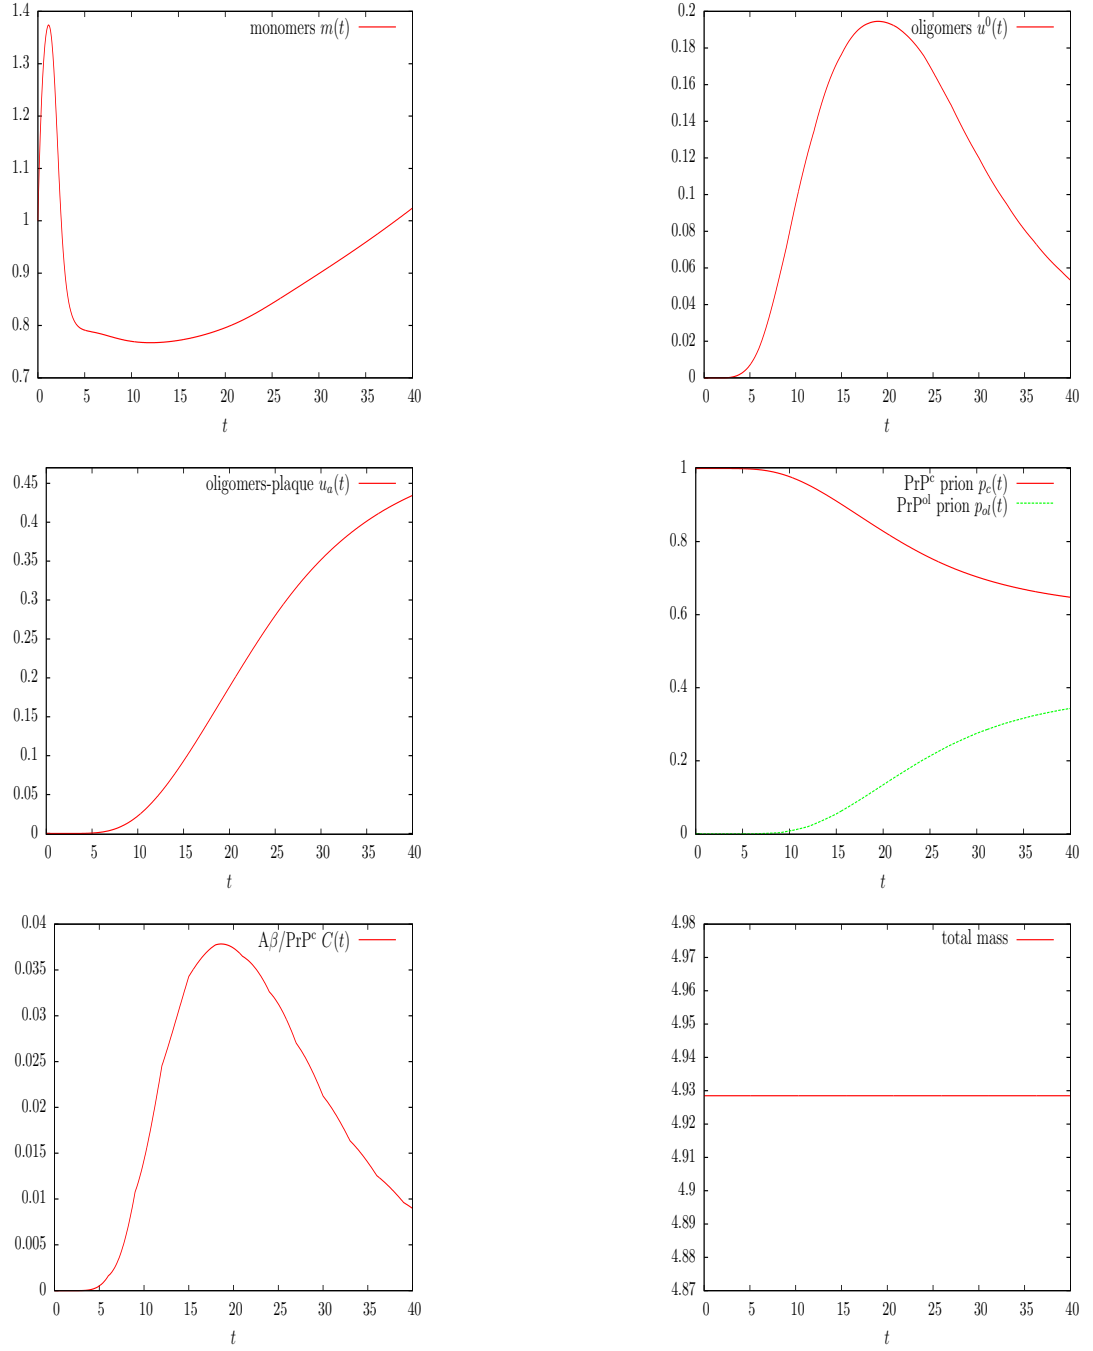 1.4
1.3
1.2
1.1
1
0.9
0.8
0.7
0 5 10 15 20 25 30 35 40
t
monomers m(t)
0.2
0.18
0.16
0.14
0.12
0.1
0.08
0.06
0.04
0.02
0
0 5 10 15 20 25 30 35 40
t
oligomers u⁰(t)
0.45
0.4
0.35
0.3
0.25
0.2
0.15
0.1
0.05
0
0 5 10 15 20 25 30 35 40
t
oligomers-plaque uₐ(t)
1
0.8
0.6
0.4
0.2
0
0 5 10 15 20 25 30 35 40
t
PrPᶜ prion p_c(t)
PrPᵒˡ prion p_ol(t)
0.04
0.035
0.03
0.025
0.02
0.015
0.01
0.005
0
0 5 10 15 20 25 30 35 40
t
Aβ/PrPᶜ C(t)
4.98
4.97
4.96
4.95
4.94
4.93
4.92
4.91
4.9
4.89
4.88
4.87
0 5 10 15 20 25 30 35 40
t
total mass